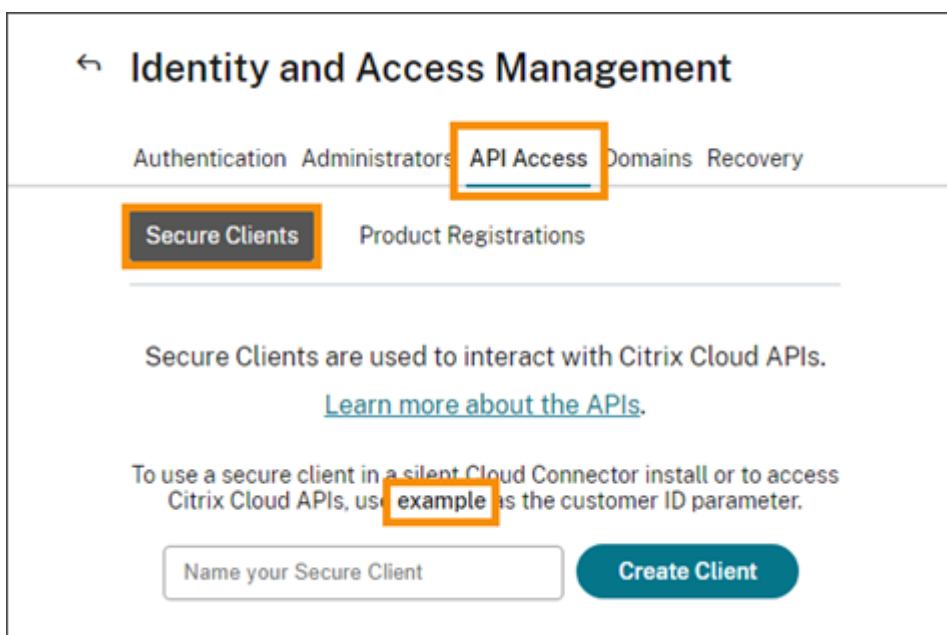 Identity and Access Management
Authentication Administrators API Access Domains Recovery
Secure Clients Product Registrations
Secure Clients are used to interact with Citrix Cloud APIs.
Learn more about the APIs.
To use a secure client in a silent Cloud Connector install or to access
Citrix Cloud APIs, use example as the customer ID parameter.
Name your Secure Client Create Client